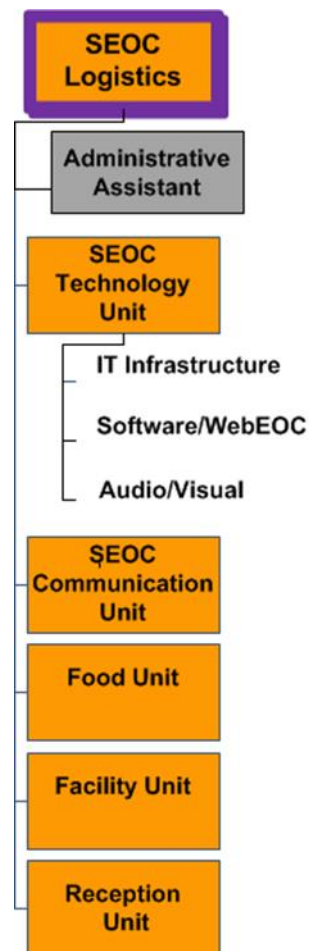 SEOC
Logistics
Administrative
Assistant
SEOC
Technology
Unit
IT Infrastructure
Software/WebEOC
Audio/Visual
SEOC
Communication
Unit
Food Unit
Facility Unit
Reception
Unit